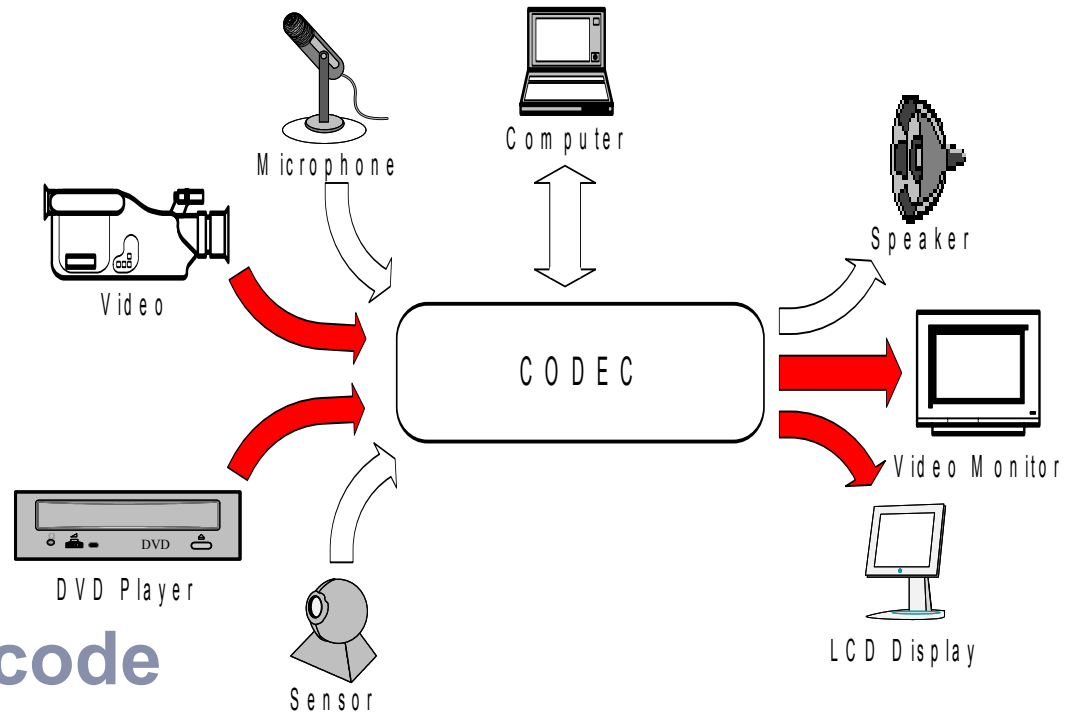 Microphone
Computer
Speaker
Video
CODEC
Video Monitor
DVD
DVD Player
LCD Display
code
Sensor